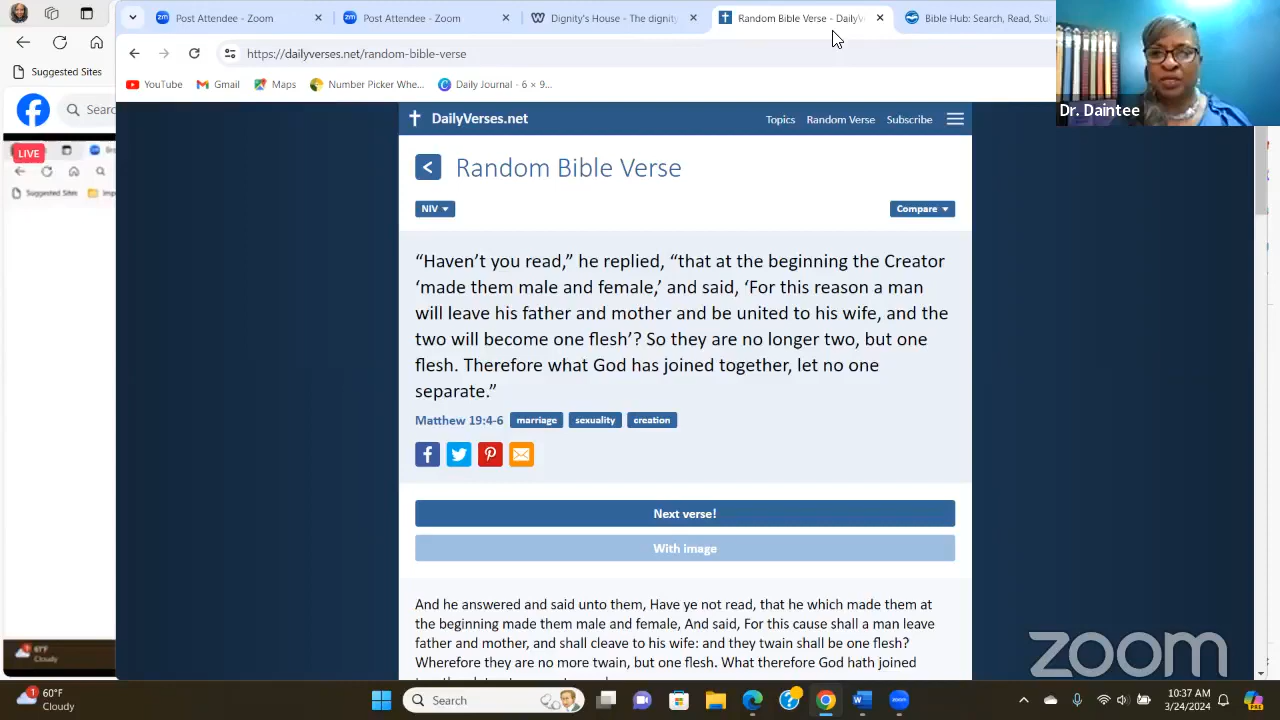 Post Attendee - Zoom
Post Attendee - Zoom
Dignity's House - The dignity
Random Bible Verse - DailyV
Bible Hub: Search, Read, Stu
https://dailyverses.net/random-bible-verse
Suggested Sites
YouTube
Gmail
Maps
Number Picker Whe...
Daily Journal - 6 × 9...
Dr. Daintee
Searc
LIVE
Suggested Sites
DailyVerses.net
Topics
Random Verse
Subscribe
Random Bible Verse
NIV
Compare
“Haven’t you read,” he replied, “that at the beginning the Creator
‘made them male and female,’ and said, ‘For this reason a man
will leave his father and mother and be united to his wife, and the
two will become one flesh’? So they are no longer two, but one
flesh. Therefore what God has joined together, let no one
separate.”
Matthew 19:4-6
marriage
sexuality
creation
Next verse!
With image
And he answered and said unto them, Have ye not read, that he which made them at
the beginning made them male and female, And said, For this cause shall a man leave
father and mother, and shall cleave to his wife: and they twain shall be one flesh?
Wherefore they are no more twain, but one flesh. What therefore God hath joined
zoom
Cloudy
60°F
Cloudy
Search
10:37 AM
3/24/2024